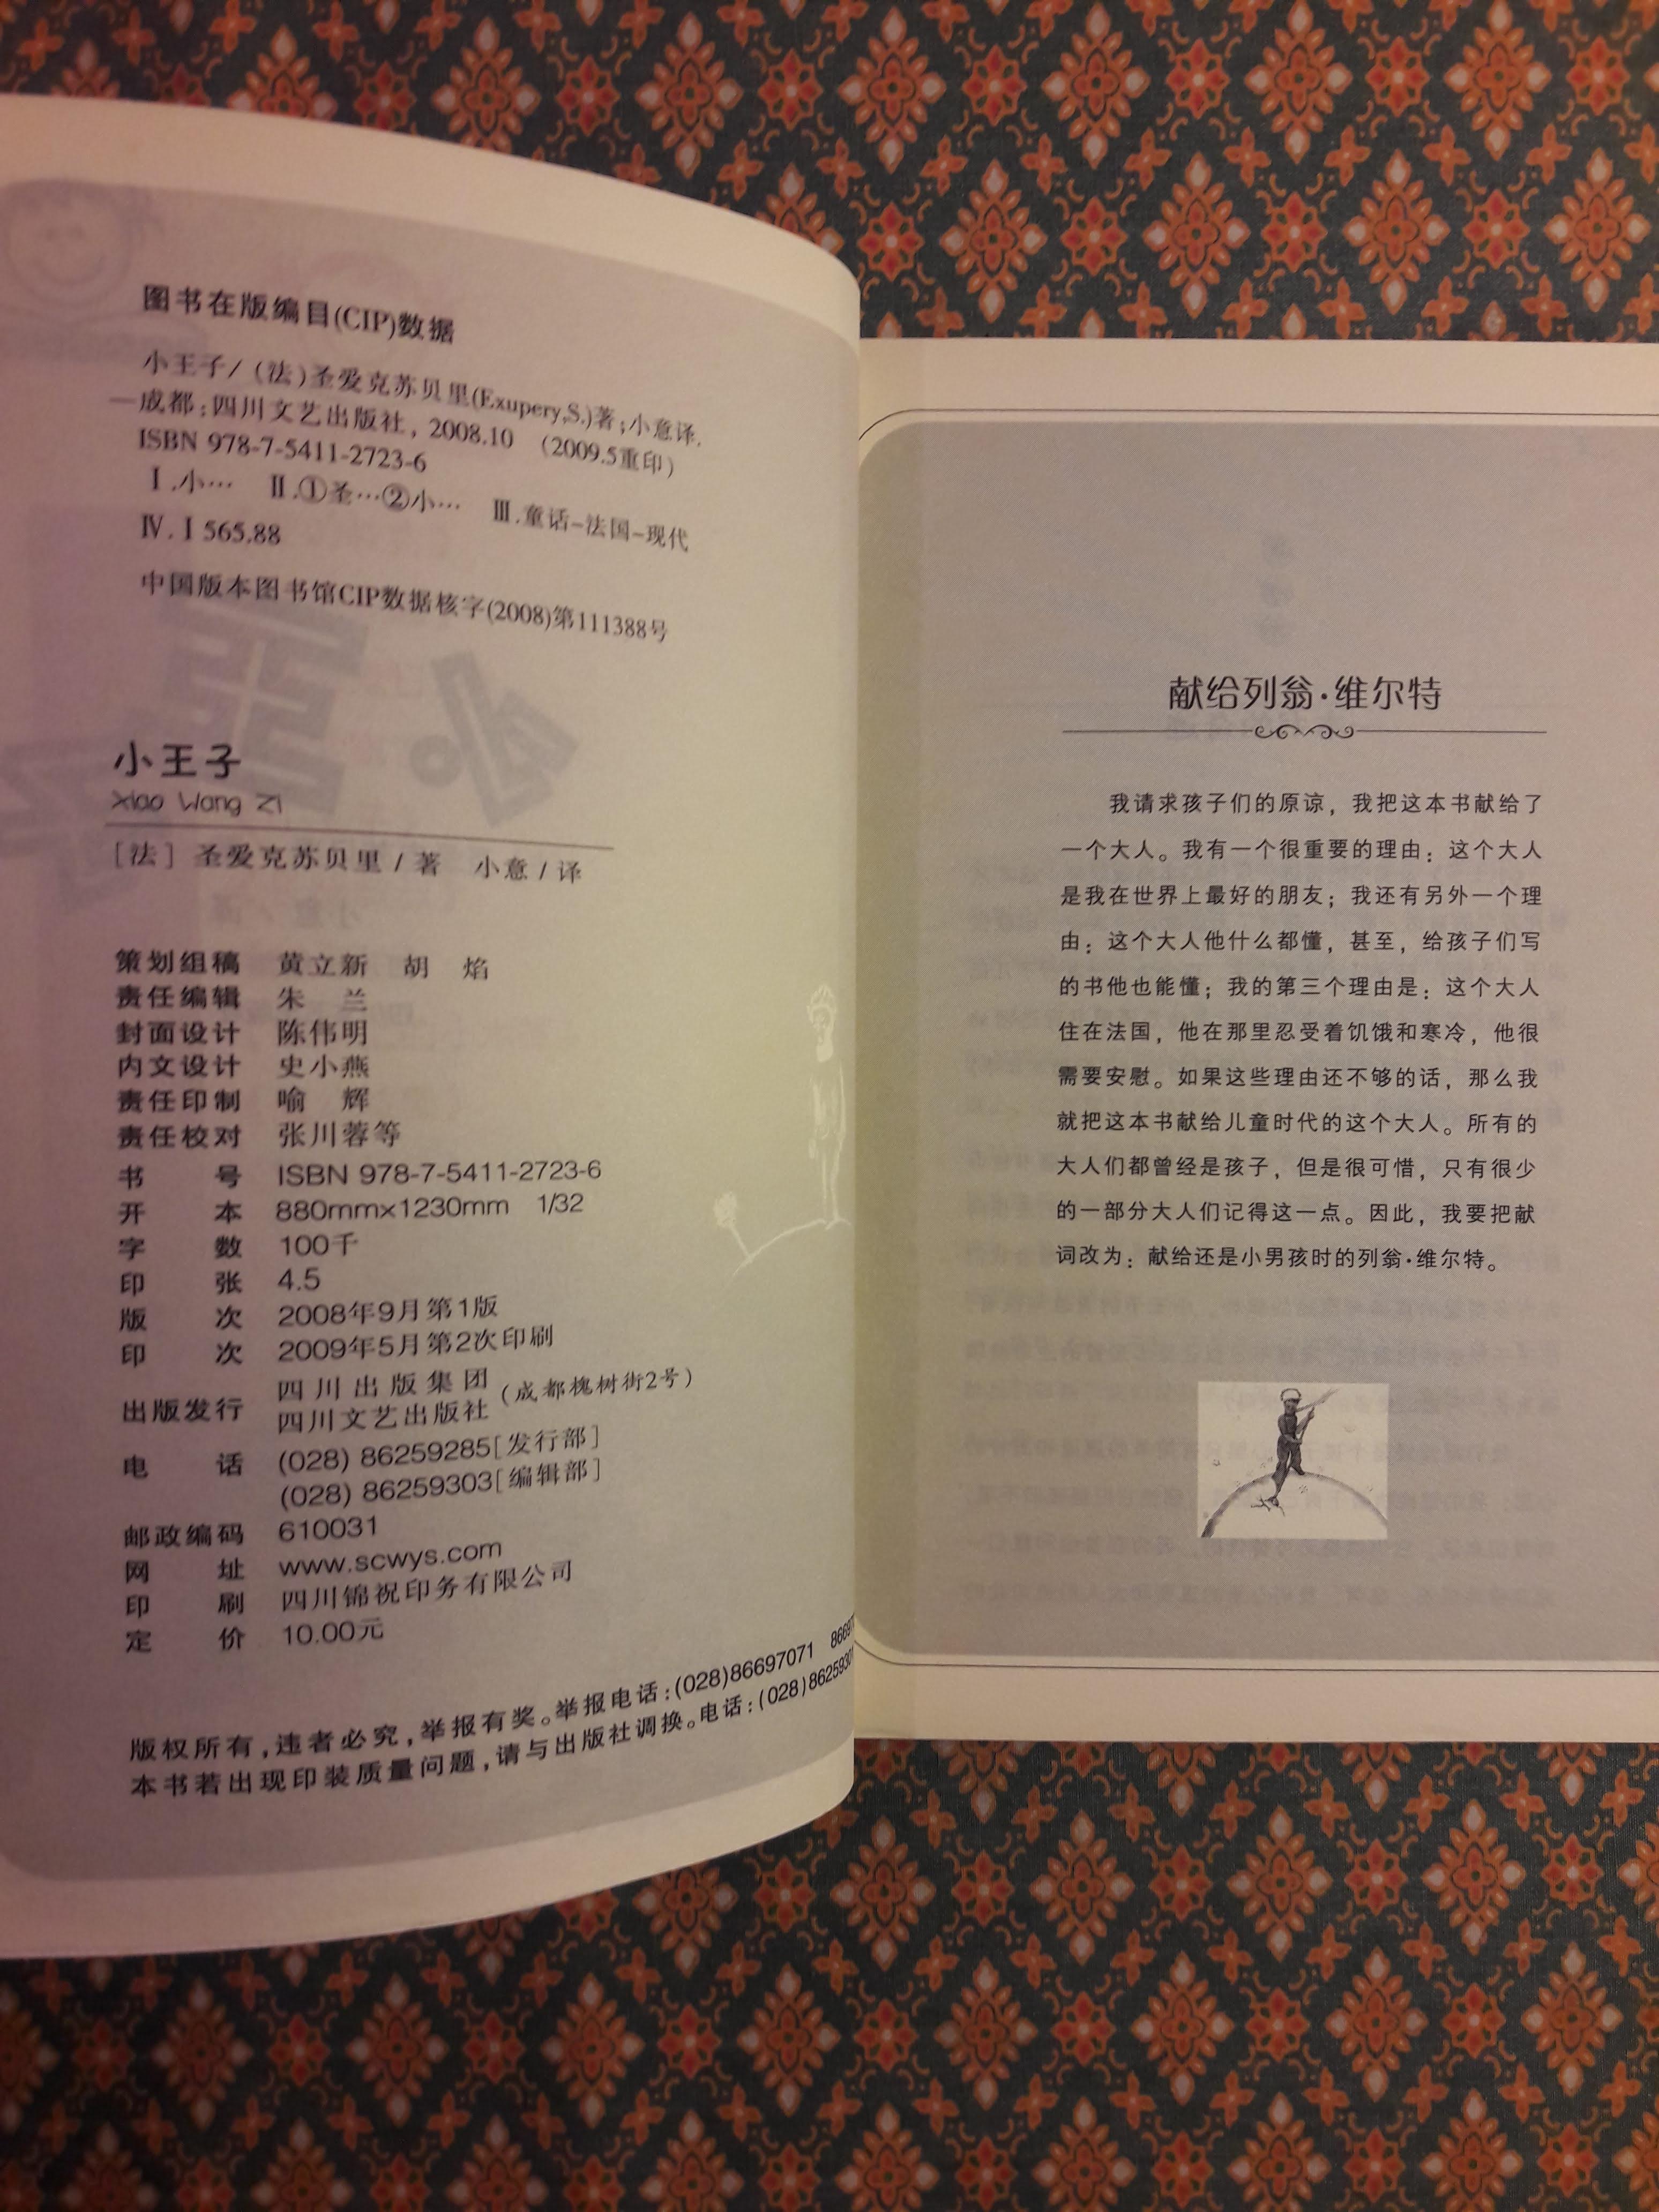 图书在版编目(CIP)数据
小王子/(法)圣爱克苏贝里(Exupery,S.)著;小意译.
—成都:四川文艺出版社, 2008.10 (2009.5重印)
ISBN 978-7-5411-2723-6
Ⅰ.小… Ⅱ.①圣…②小… Ⅲ.童话-法国-现代
Ⅳ.Ⅰ565.88
中国版本图书馆CIP数据核字(2008)第111388号
小王子
Xiao Wang Zi
[法] 圣爱克苏贝里/著 小意/译
策划组稿 黄立新 胡 焰
责任编辑 朱 兰
封面设计 陈伟明
内文设计 史小燕
责任印制 喻 辉
责任校对 张川蓉等
书 号 ISBN 978-7-5411-2723-6
开 本 880mm×1230mm 1/32
字 数 100千
印 张 4.5
版 次 2008年9月第1版
印 次 2009年5月第2次印刷
出版发行 四川出版集团
四川文艺出版社 (成都槐树街2号)
电 话 (028) 86259285[发行部]
(028) 86259303[编辑部]
邮政编码 610031
网 址 www.scwys.com
印 刷 四川锦祝印务有限公司
定 价 10.00元
版权所有,违者必究,举报有奖。举报电话:(028)86697071
本书若出现印装质量问题,请与出版社调换。电话:(028)
献给列翁·维尔特
我请求孩子们的原谅，我把这本书献给了
一个大人。我有一个很重要的理由：这个大人
是我在世界上最好的朋友；我还有另外一个理
由：这个大人他什么都懂，甚至，给孩子们写
的书他也能懂；我的第三个理由是：这个大人
住在法国，他在那里忍受着饥饿和寒冷，他很
需要安慰。如果这些理由还不够的话，那么我
就把这本书献给儿童时代的这个大人。所有的
大人们都曾经是孩子，但是很可惜，只有很少
的一部分大人们记得这一点。因此，我要把献
词改为：献给还是小男孩时的列翁·维尔特。